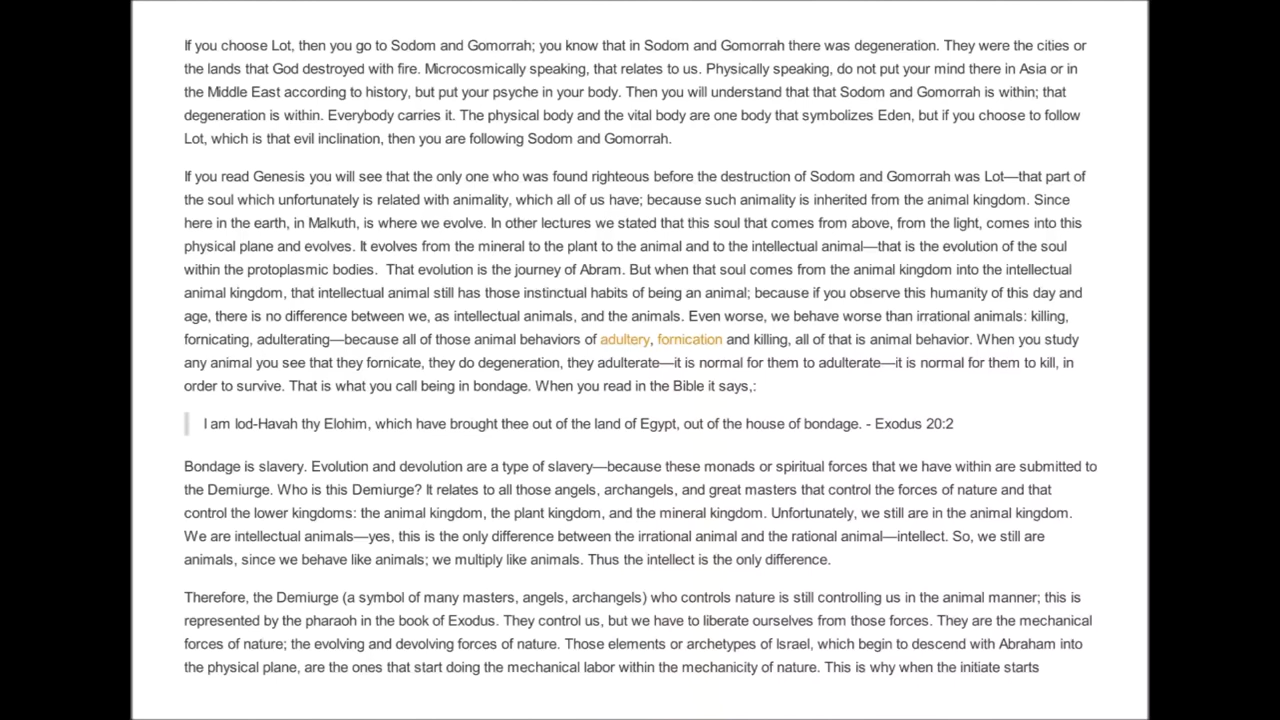 If you choose Lot, then you go to Sodom and Gomorrah; you know that in Sodom and Gomorrah there was degeneration. They were the cities or
the lands that God destroyed with fire. Microcosmically speaking, that relates to us. Physically speaking, do not put your mind there in Asia or in
the Middle East according to history, but put your psyche in your body. Then you will understand that that Sodom and Gomorrah is within; that
degeneration is within. Everybody carries it. The physical body and the vital body are one body that symbolizes Eden, but if you choose to follow
Lot, which is that evil inclination, then you are following Sodom and Gomorrah.
If you read Genesis you will see that the only one who was found righteous before the destruction of Sodom and Gomorrah was Lot—that part of
the soul which unfortunately is related with animality, which all of us have; because such animality is inherited from the animal kingdom. Since
here in the earth, in Malkuth, is where we evolve. In other lectures we stated that this soul that comes from above, from the light, comes into this
physical plane and evolves. It evolves from the mineral to the plant to the animal and to the intellectual animal—that is the evolution of the soul
within the protoplasmic bodies.  That evolution is the journey of Abram. But when that soul comes from the animal kingdom into the intellectual
animal kingdom, that intellectual animal still has those instinctual habits of being an animal; because if you observe this humanity of this day and
age, there is no difference between we, as intellectual animals, and the animals. Even worse, we behave worse than irrational animals: killing,
fornicating, adulterating—because all of those animal behaviors of adultery, fornication and killing, all of that is animal behavior. When you study
any animal you see that they fornicate, they do degeneration, they adulterate—it is normal for them to adulterate—it is normal for them to kill, in
order to survive. That is what you call being in bondage. When you read in the Bible it says,:
I am Iod-Havah thy Elohim, which have brought thee out of the land of Egypt, out of the house of bondage. - Exodus 20:2
Bondage is slavery. Evolution and devolution are a type of slavery—because these monads or spiritual forces that we have within are submitted to
the Demiurge. Who is this Demiurge? It relates to all those angels, archangels, and great masters that control the forces of nature and that
control the lower kingdoms: the animal kingdom, the plant kingdom, and the mineral kingdom. Unfortunately, we still are in the animal kingdom.
We are intellectual animals—yes, this is the only difference between the irrational animal and the rational animal—intellect. So, we still are
animals, since we behave like animals; we multiply like animals. Thus the intellect is the only difference.
Therefore, the Demiurge (a symbol of many masters, angels, archangels) who controls nature is still controlling us in the animal manner; this is
represented by the pharaoh in the book of Exodus. They control us, but we have to liberate ourselves from those forces. They are the mechanical
forces of nature; the evolving and devolving forces of nature. Those elements or archetypes of Israel, which begin to descend with Abraham into
the physical plane, are the ones that start doing the mechanical labor within the mechanicity of nature. This is why when the initiate starts